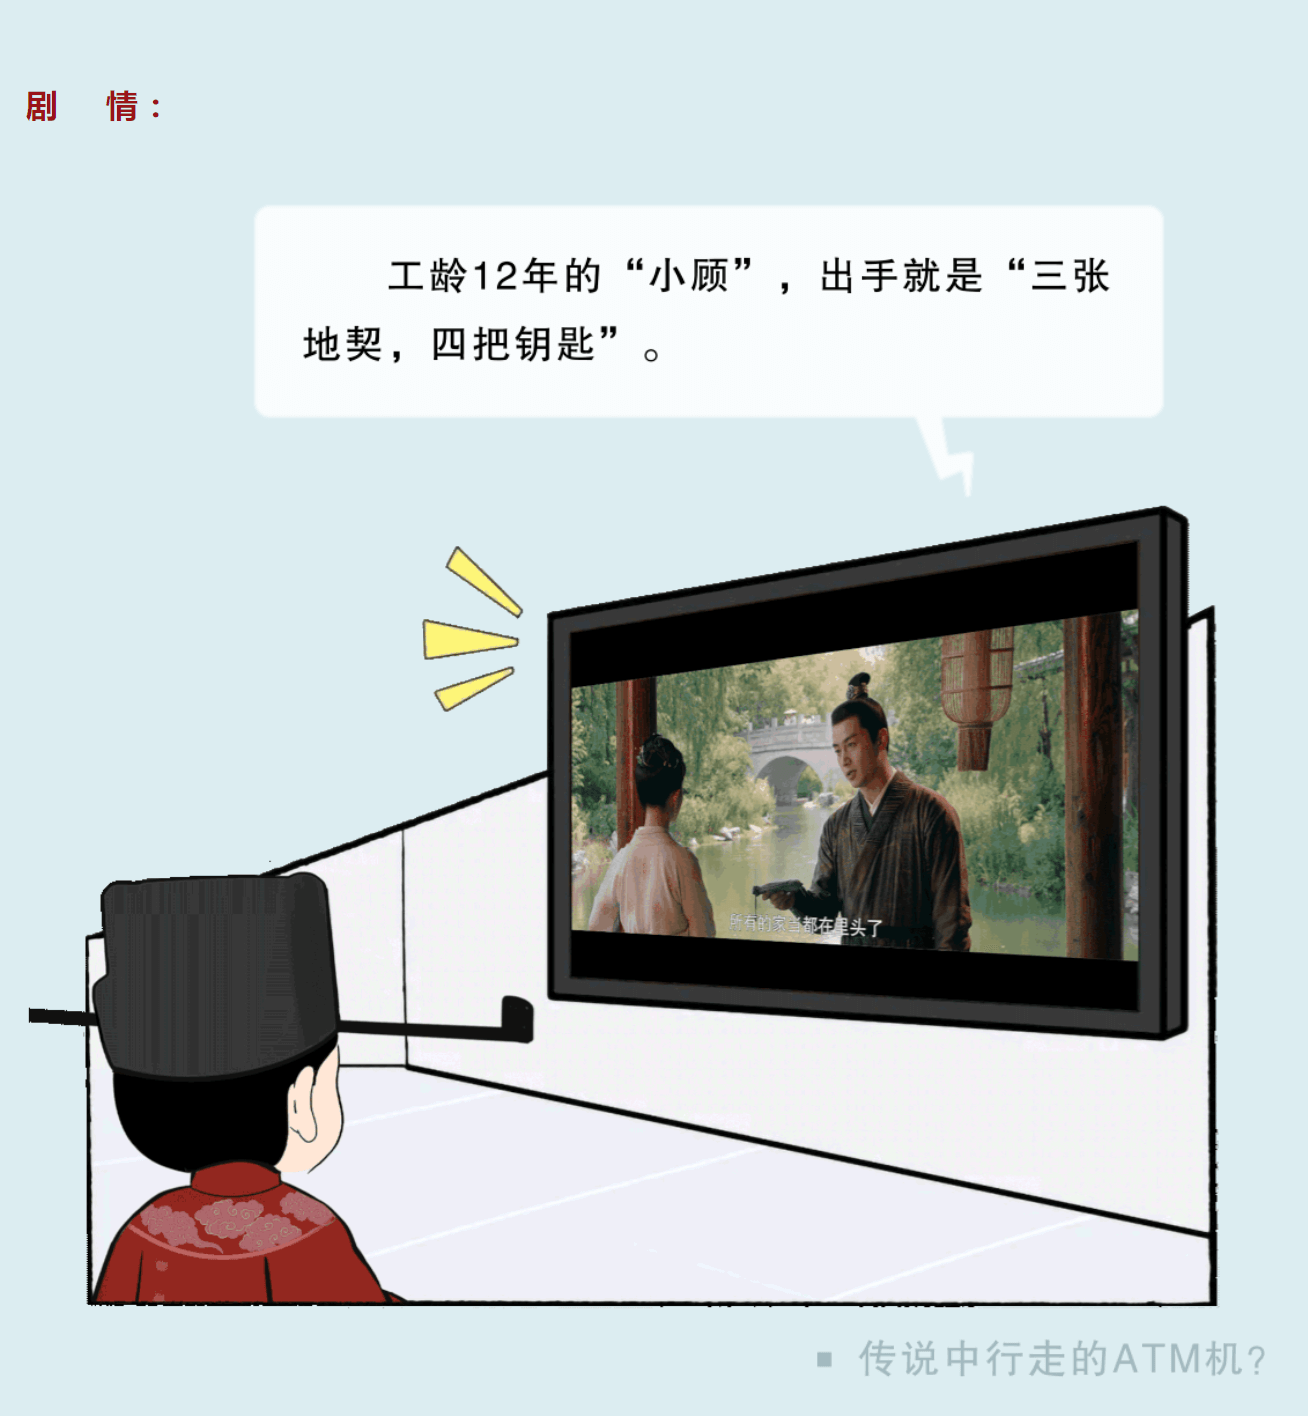 剧 情：
工龄12年的“小顾”，出手就是“三张
地契，四把钥匙”。
所有的家当都在里头了
■ 传说中行走的ATM机?